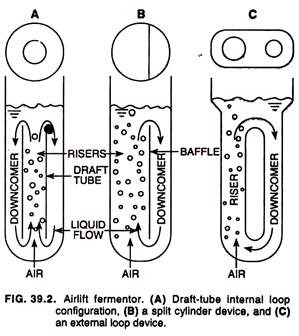 A B C
DOWNCOMER
RISERS
DRAFT
TUBE
LIQUID
FLOW
AIR
BAFFLE
DOWNCOMER
AIR
RISER
DOWNCOMER
AIR
FIG. 39.2. Airlift fermentor. (A) Draft-tube internal loop
configuration, (B) a split cylinder device, and (C)
an external loop device.